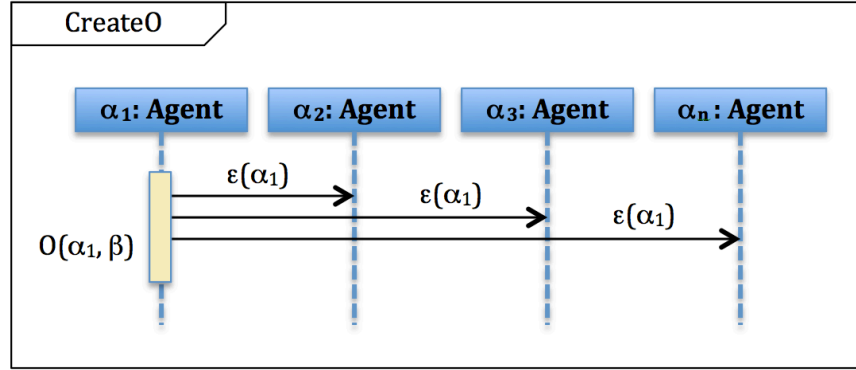 CreateO
α₁: Agent
α₂: Agent
α₃: Agent
αₙ: Agent
ε(α₁)
ε(α₁)
ε(α₁)
O(α₁, β)